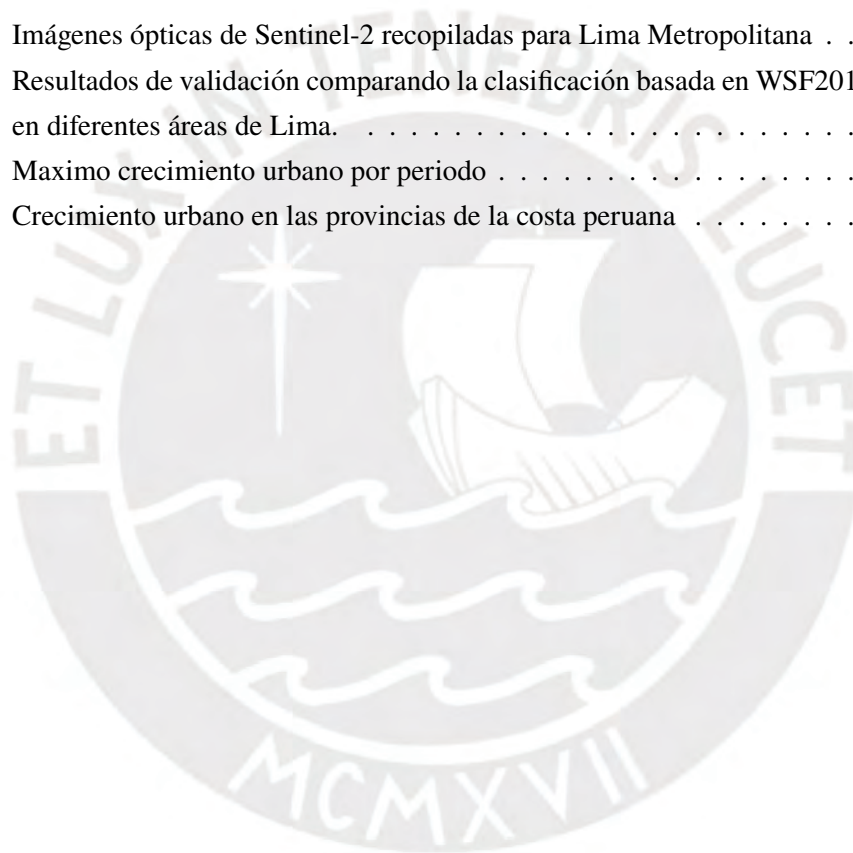 Imágenes ópticas de Sentinel-2 recopiladas para Lima Metropolitana . .
Resultados de validación comparando la clasificación basada en WSF201
en diferentes áreas de Lima. . . . . . . . . . . . . . . . . . . . . . . . .
Maximo crecimiento urbano por periodo . . . . . . . . . . . . . . . . .
Crecimiento urbano en las provincias de la costa peruana . . . . . . . .
ET LUX IN TENEBRIS LUCET
MCMXVII